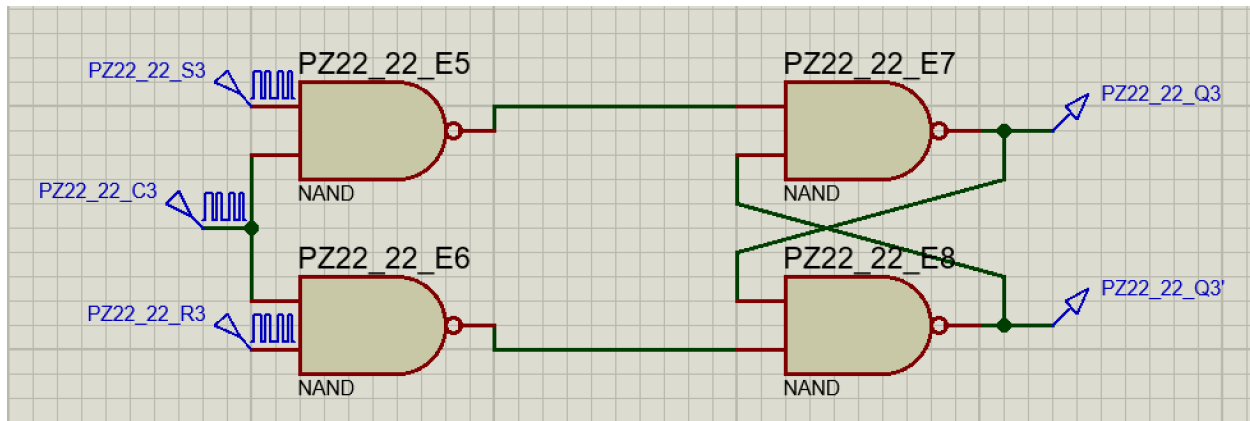 PZ22_22_E5
PZ22_22_E7
PZ22_22_S3
PZ22_22_Q3
NAND
NAND
PZ22_22_C3
PZ22_22_E6
PZ22_22_E8
PZ22_22_Q3'
PZ22_22_R3
NAND
NAND